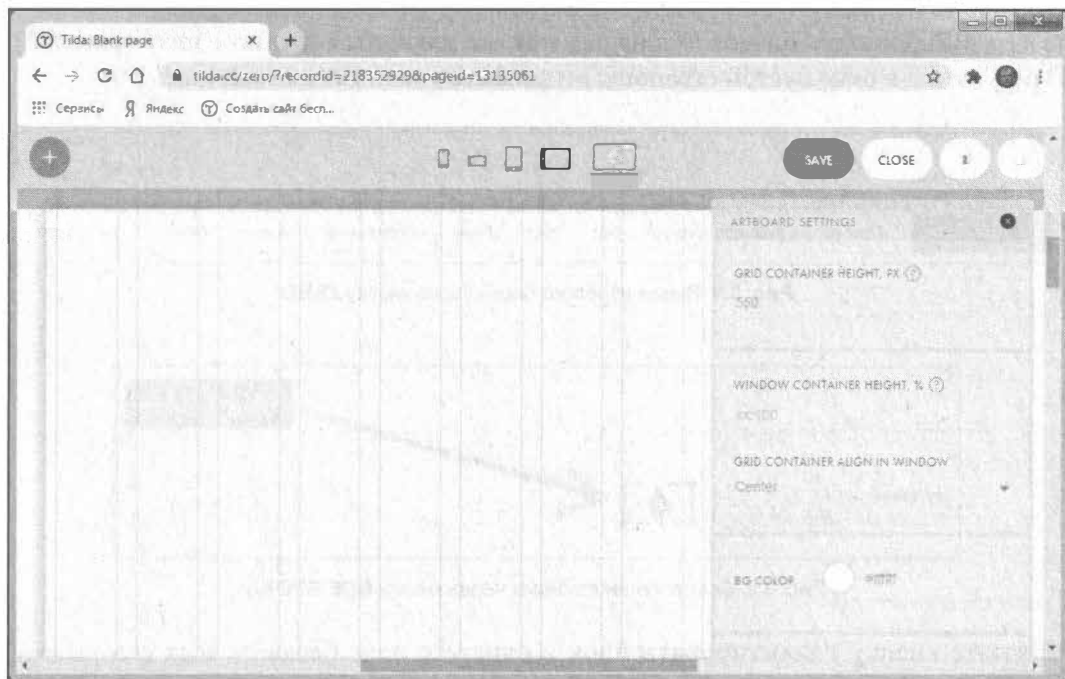 Tilda: Blank page
tilda.cc/zero/?recordid=218352929&pageid=13135061
Сервисы Яндекс Создать сайт бесп...
SAVE CLOSE
ARTBOARD SETTINGS
GRID CONTAINER HEIGHT, PX
550
WINDOW CONTAINER HEIGHT, %
GRID CONTAINER ALIGN IN WINDOW
Center
BG COLOR #ffffff